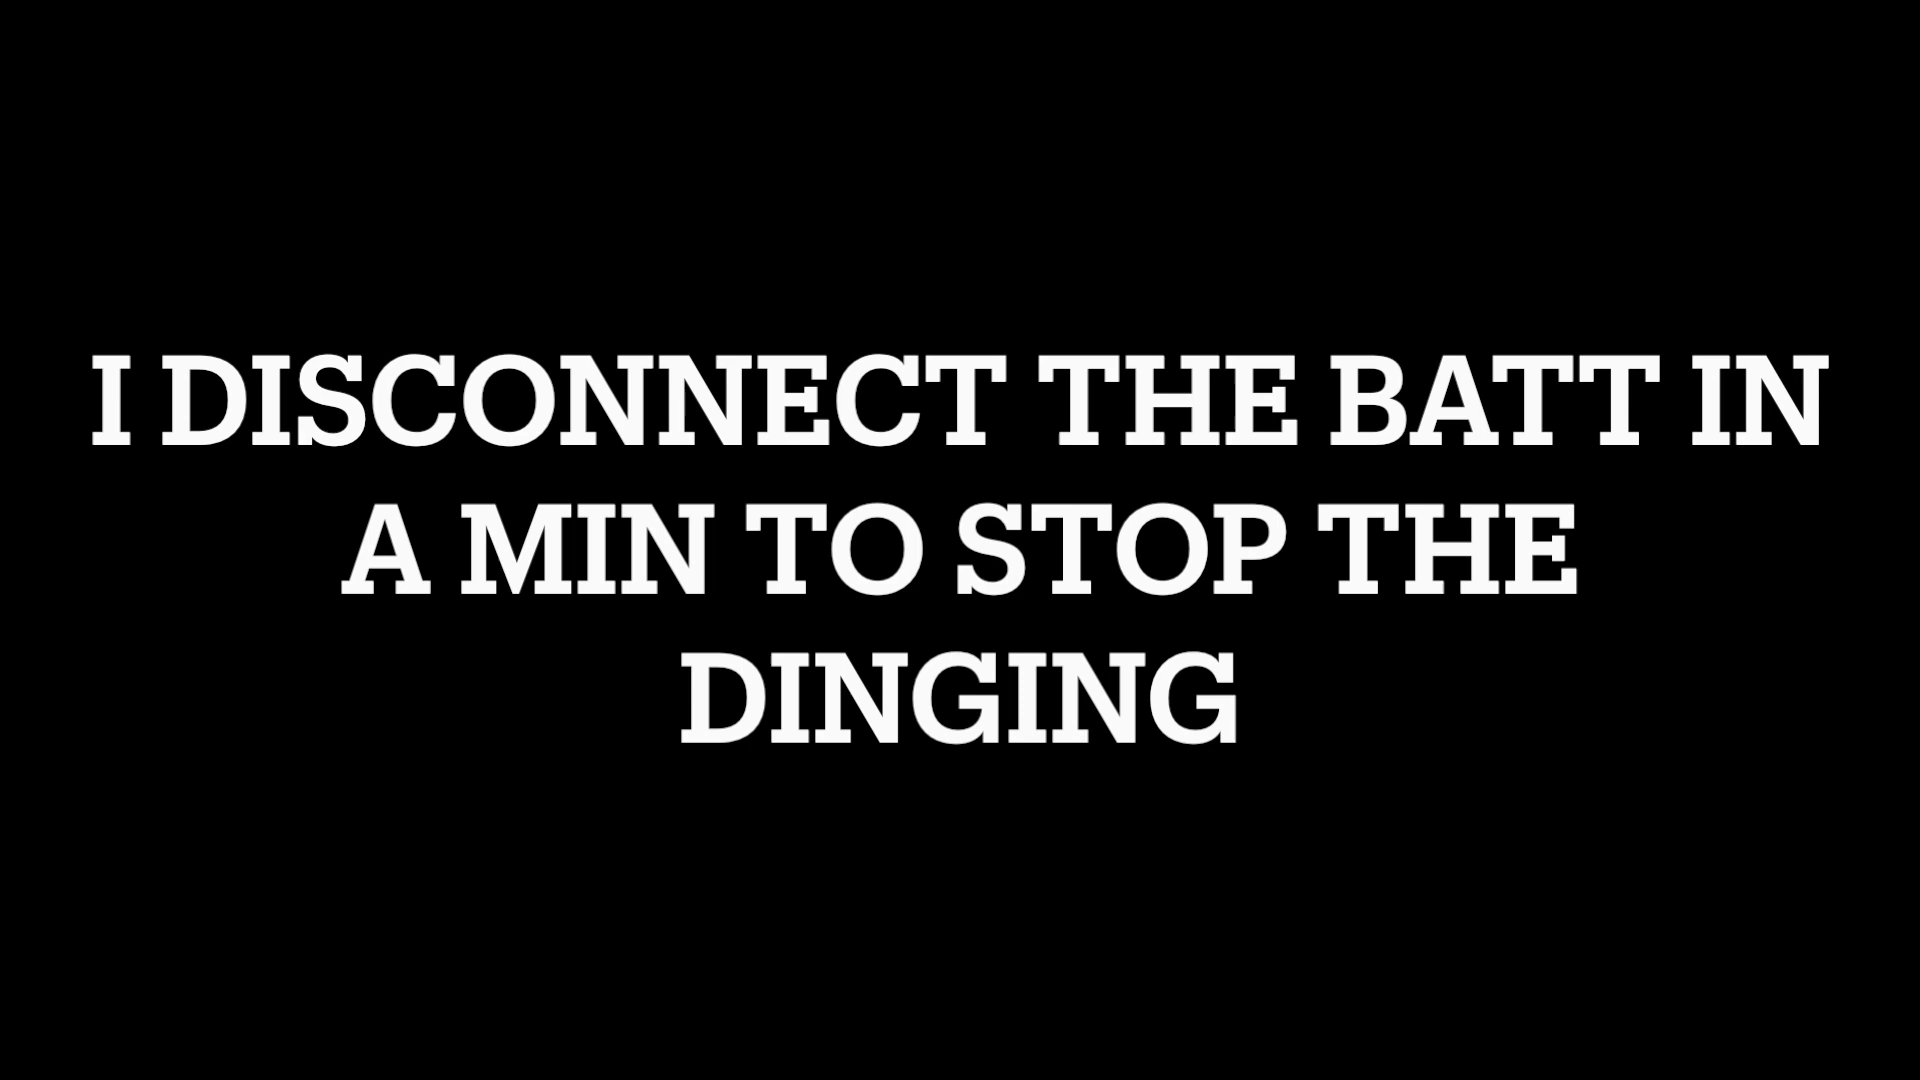 I DISCONNECT THE BATT IN
A MIN TO STOP THE
DINGING